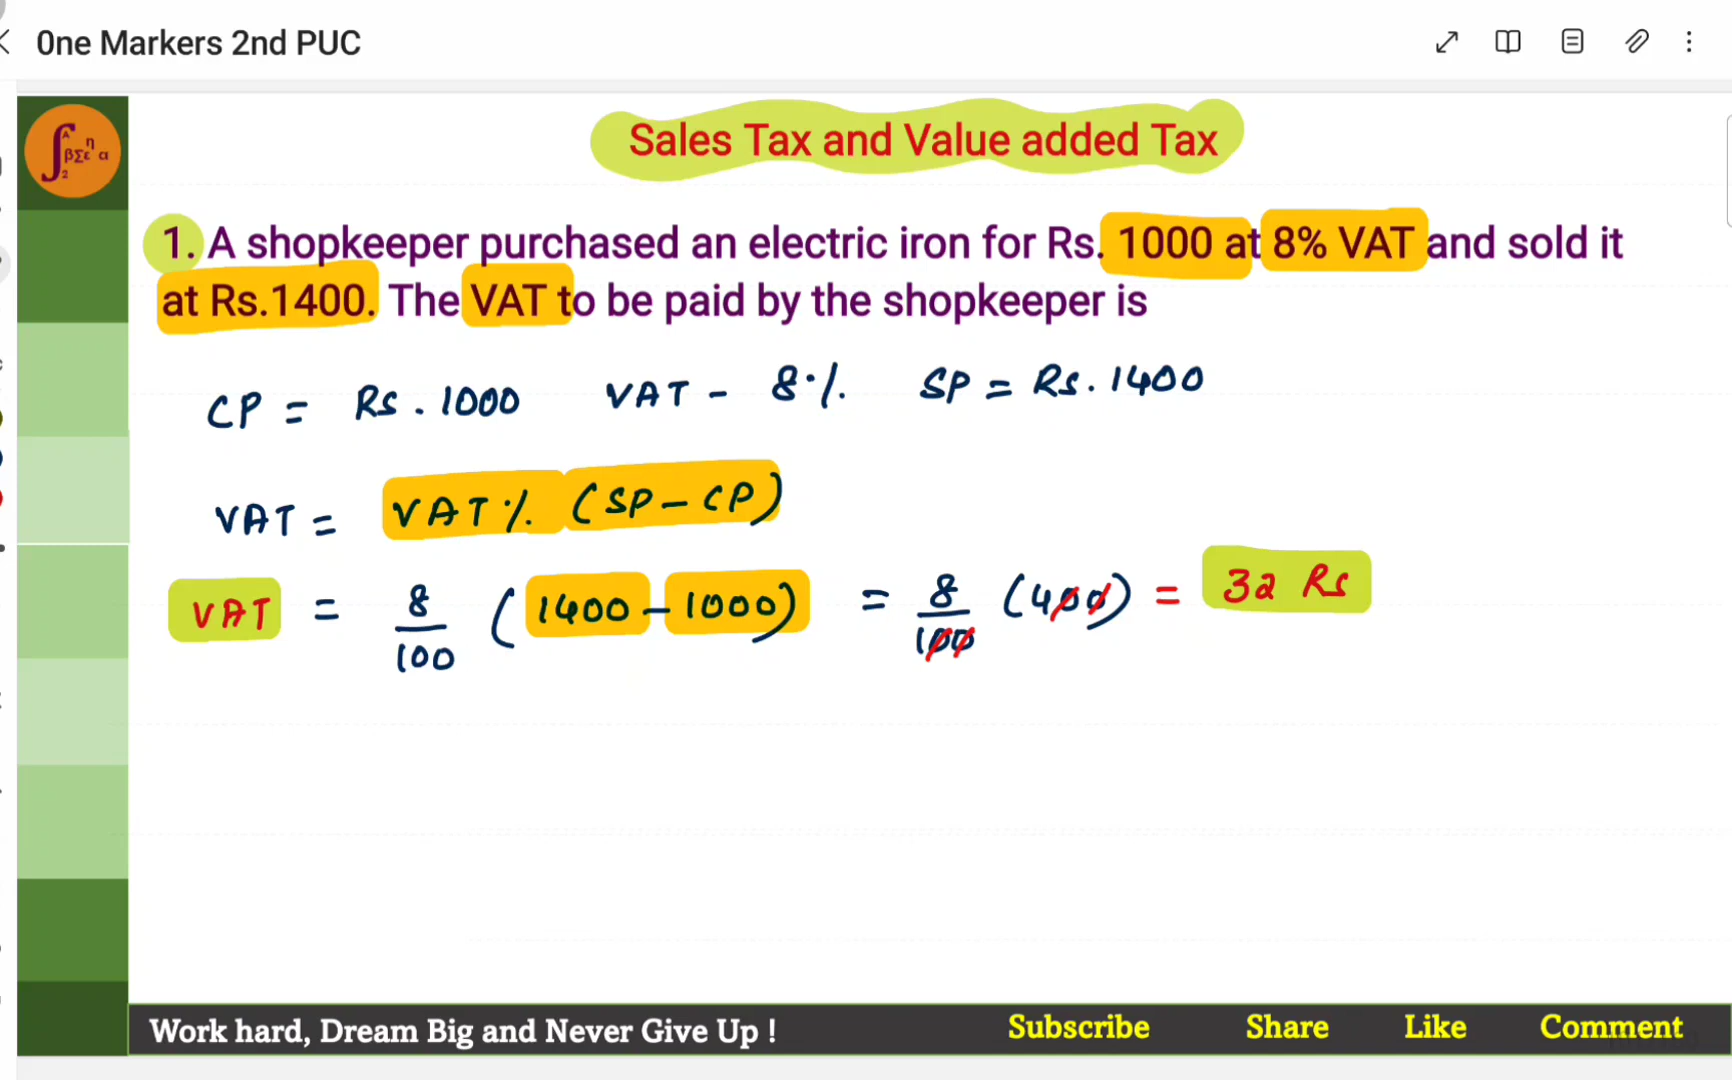 0ne Markers 2nd PUC
Sales Tax and Value added Tax
1. A shopkeeper purchased an electric iron for Rs. 1000 at 8% VAT and sold it
at Rs.1400. The VAT to be paid by the shopkeeper is
CP = Rs. 1000 VAT - 8% SP = Rs. 1400
VAT = VAT% (SP - CP)
VAT = 8/100 (1400 - 1000) = 8/100 (400) = 32 Rs
Work hard, Dream Big and Never Give Up ! Subscribe Share Like Comment